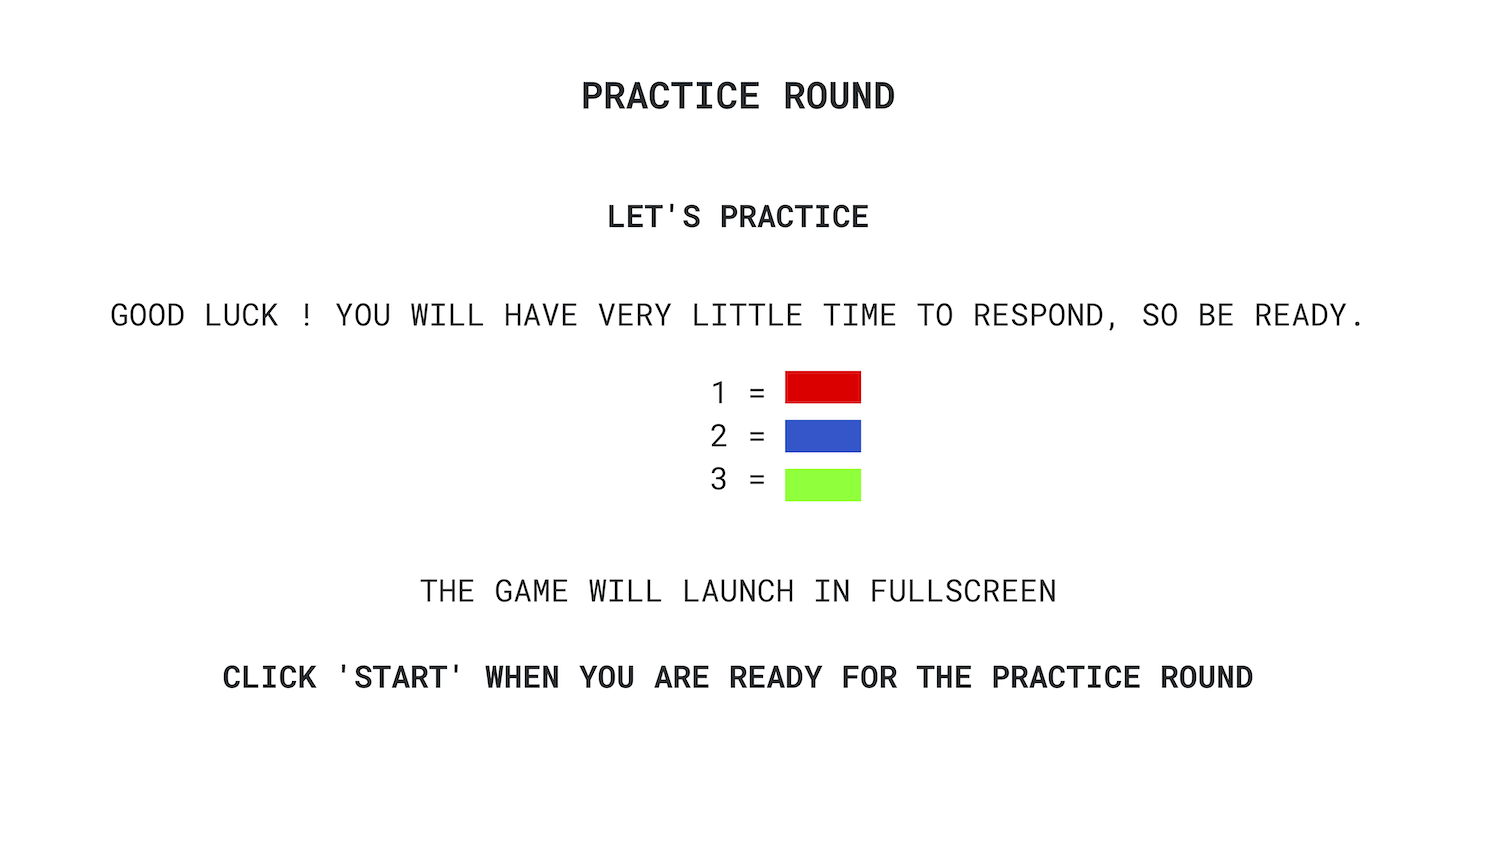 PRACTICE ROUND
LET'S PRACTICE
GOOD LUCK ! YOU WILL HAVE VERY LITTLE TIME TO RESPOND, SO BE READY.
1 =
2 =
3 =
THE GAME WILL LAUNCH IN FULLSCREEN
CLICK 'START' WHEN YOU ARE READY FOR THE PRACTICE ROUND